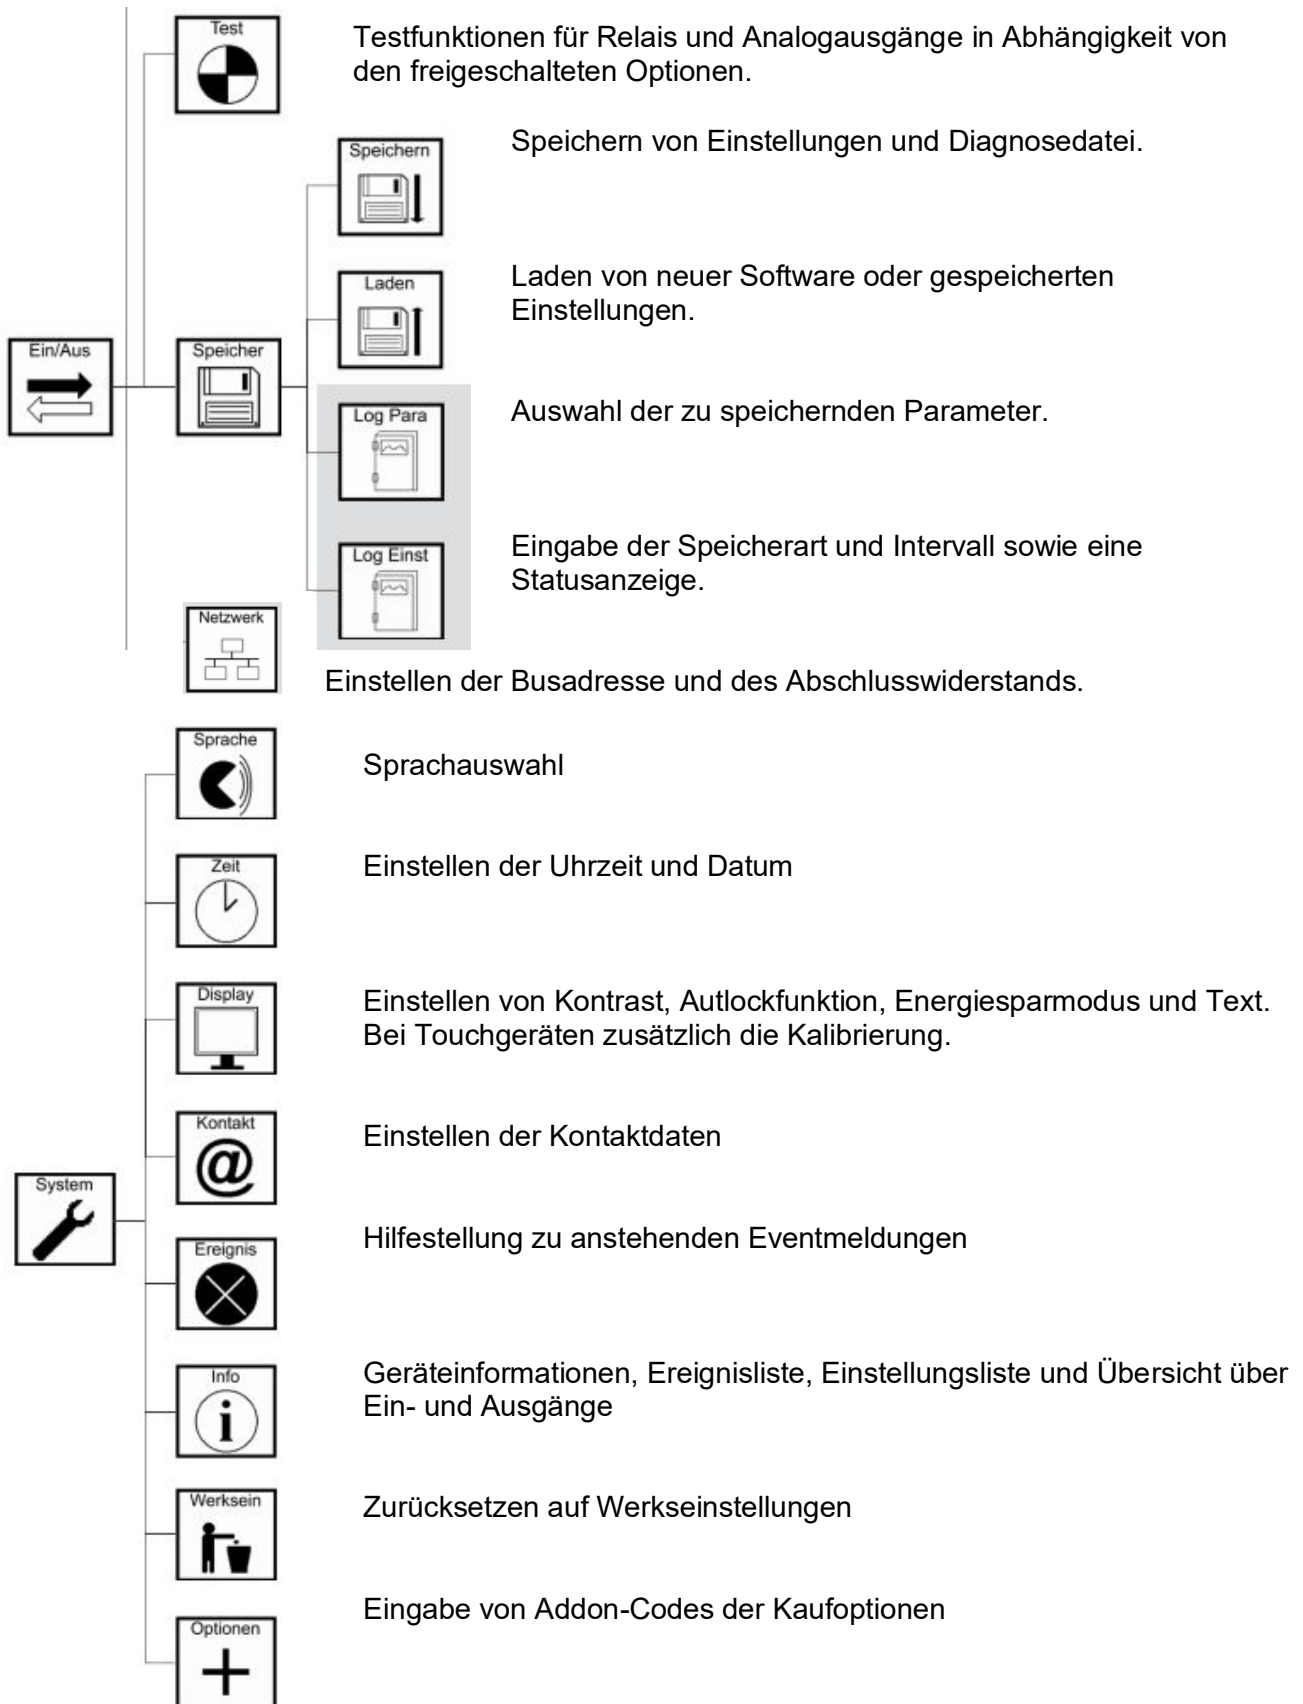 Test
Testfunktionen für Relais und Analogausgänge in Abhängigkeit von
den freigeschalteten Optionen.
Speichern
Speichern von Einstellungen und Diagnosedatei.
Laden
Laden von neuer Software oder gespeicherten
Einstellungen.
Ein/Aus
Speicher
Log Para
Auswahl der zu speichernden Parameter.
Log Einst
Eingabe der Speicherart und Intervall sowie eine
Statusanzeige.
Netzwerk
Einstellen der Busadresse und des Abschlusswiderstands.
Sprache
Sprachauswahl
Zeit
Einstellen der Uhrzeit und Datum
Display
Einstellen von Kontrast, Autlockfunktion, Energiesparmodus und Text.
Bei Touchgeräten zusätzlich die Kalibrierung.
Kontakt
@
Einstellen der Kontaktdaten
System
Ereignis
Hilfestellung zu anstehenden Eventmeldungen
Info
i
Geräteinformationen, Ereignisliste, Einstellungsliste und Übersicht über
Ein- und Ausgänge
Werksein
Zurücksetzen auf Werkseinstellungen
Optionen
Eingabe von Addon-Codes der Kaufoptionen